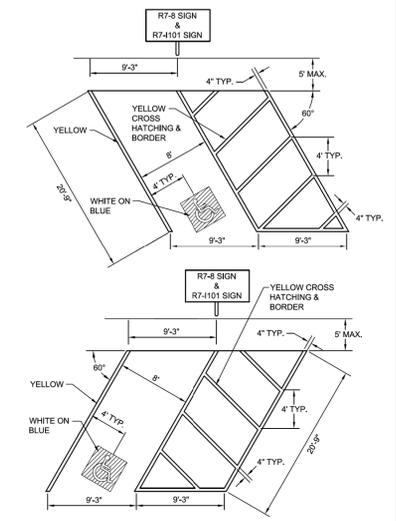 R7-8 SIGN
&
R7-I101 SIGN
9'-3"
4" TYP.
5' MAX.
YELLOW
CROSS
HATCHING &
BORDER
60°
YELLOW
8'
4' TYP.
4' TYP.
20'-9"
WHITE ON
BLUE
4" TYP.
9'-3"
9'-3"
R7-8 SIGN
&
R7-I101 SIGN
YELLOW CROSS
HATCHING &
BORDER
9'-3"
4" TYP.
5' MAX.
60°
8'
YELLOW
4' TYP.
4' TYP.
WHITE ON
BLUE
20'-9"
4" TYP.
9'-3"
9'-3"